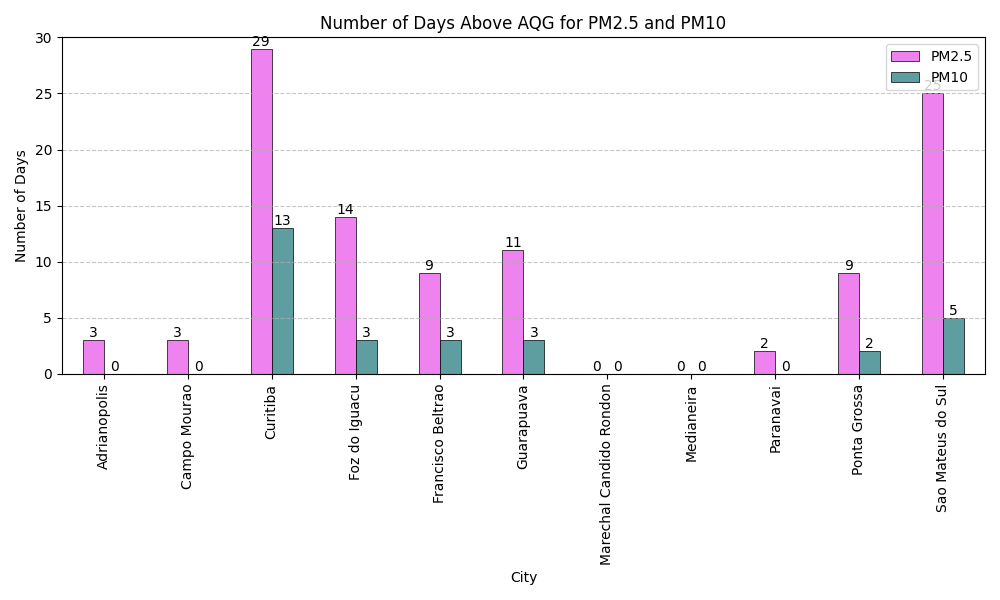 Number of Days Above AQG for PM2.5 and PM10
Number of Days
30
25
20
15
10
5
0
PM2.5
PM10
3
0
3
0
29
13
14
3
9
3
11
3
0
0
0
0
2
0
9
2
25
5
Adrianopolis
Campo Mourao
Curitiba
Foz do Iguacu
Francisco Beltrao
Guarapuava
Marechal Candido Rondon
Medianeira
Paranavai
Ponta Grossa
Sao Mateus do Sul
City